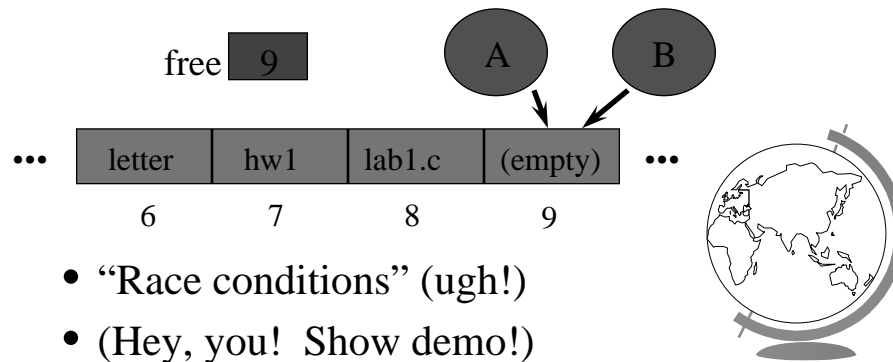 free 9 A B
••• letter hw1 lab1.c (empty) •••
6 7 8 9
• “Race conditions” (ugh!)
• (Hey, you! Show demo!)